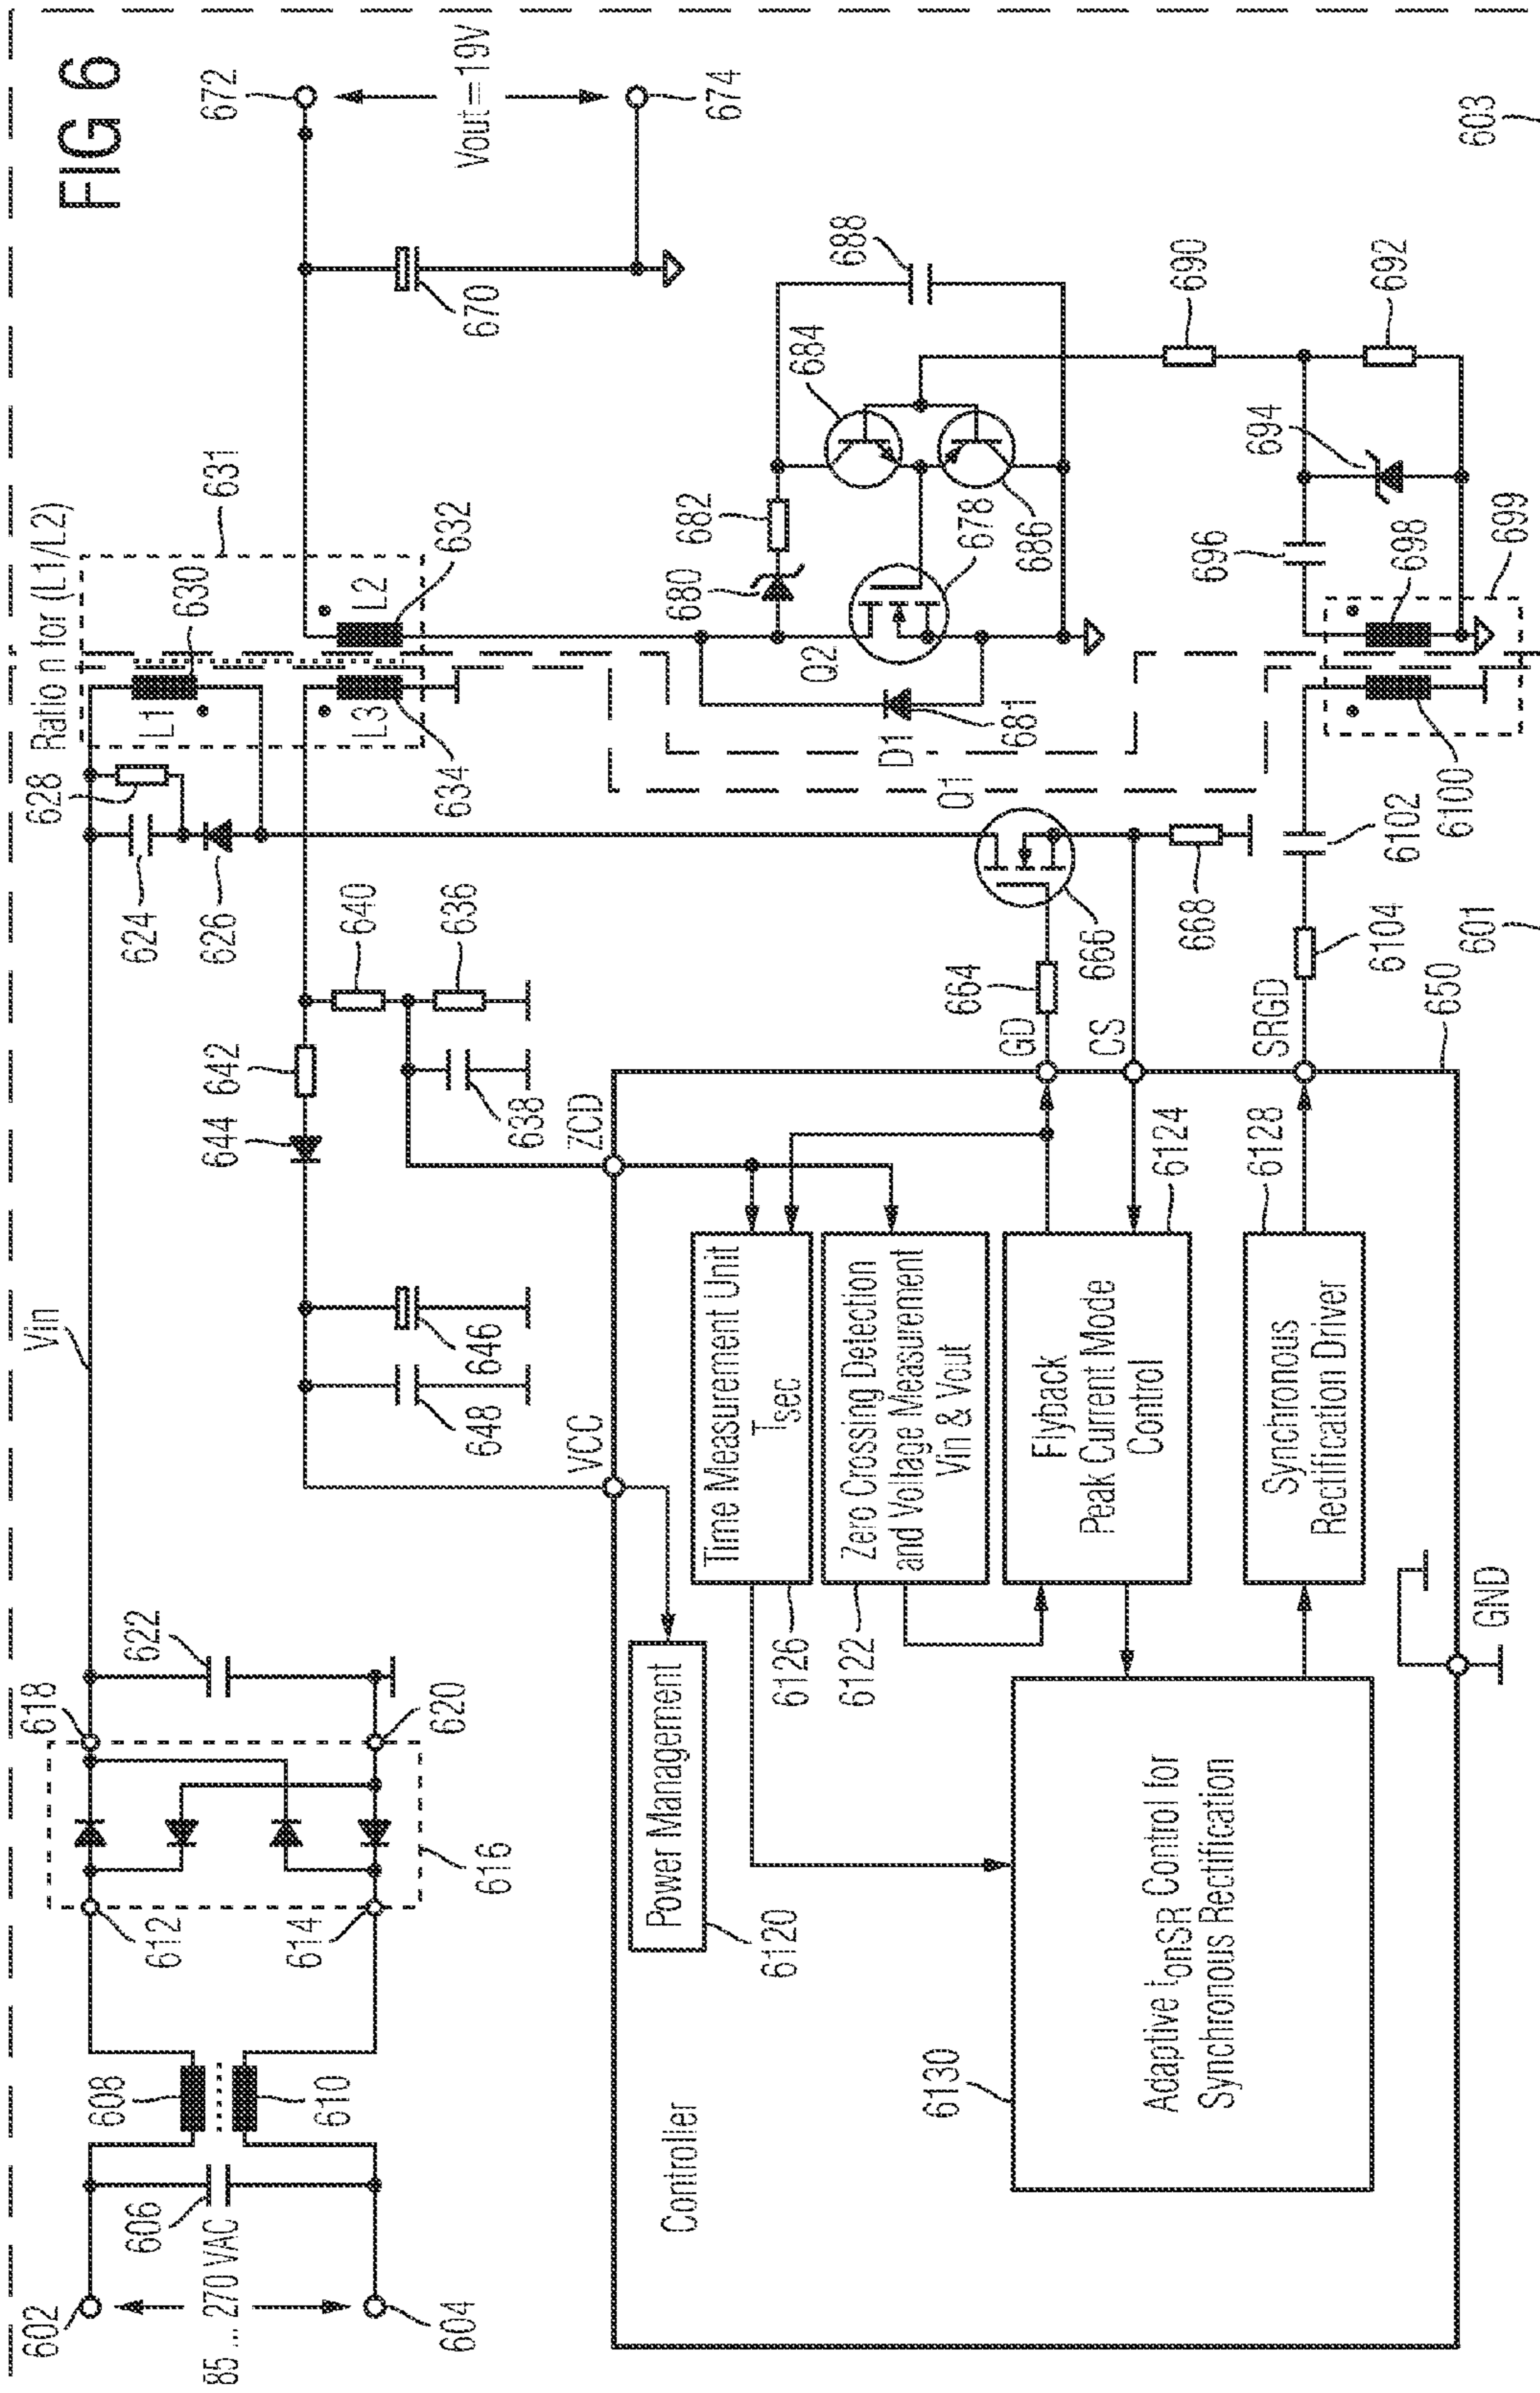 FIG 6
602
604
606
85 ... 270 VAC
608
610
612
614
616
618
620
622
Vin
624
626
628
Ratio n for (L1/L2)
L1
630
631
L2
632
L3
634
640
636
642
644
638
646
648
VCC
ZCD
670
672
674
Vout=19V
680
682
684
688
Q2
678
686
D1
681
690
692
694
696
698
699
Q1
664
666
668
GD
CS
SRGD
6104
6102
6100
650
601
603
Controller
Power Management
6120
Time Measurement Unit
Tsec
6126
Zero Crossing Detection
and Voltage Measurement
Vin & Vout
6122
Flyback
Peak Current Mode
Control
6124
Synchronous
Rectification Driver
6128
Adaptive tonSR Control for
Synchronous Rectification
6130
GND